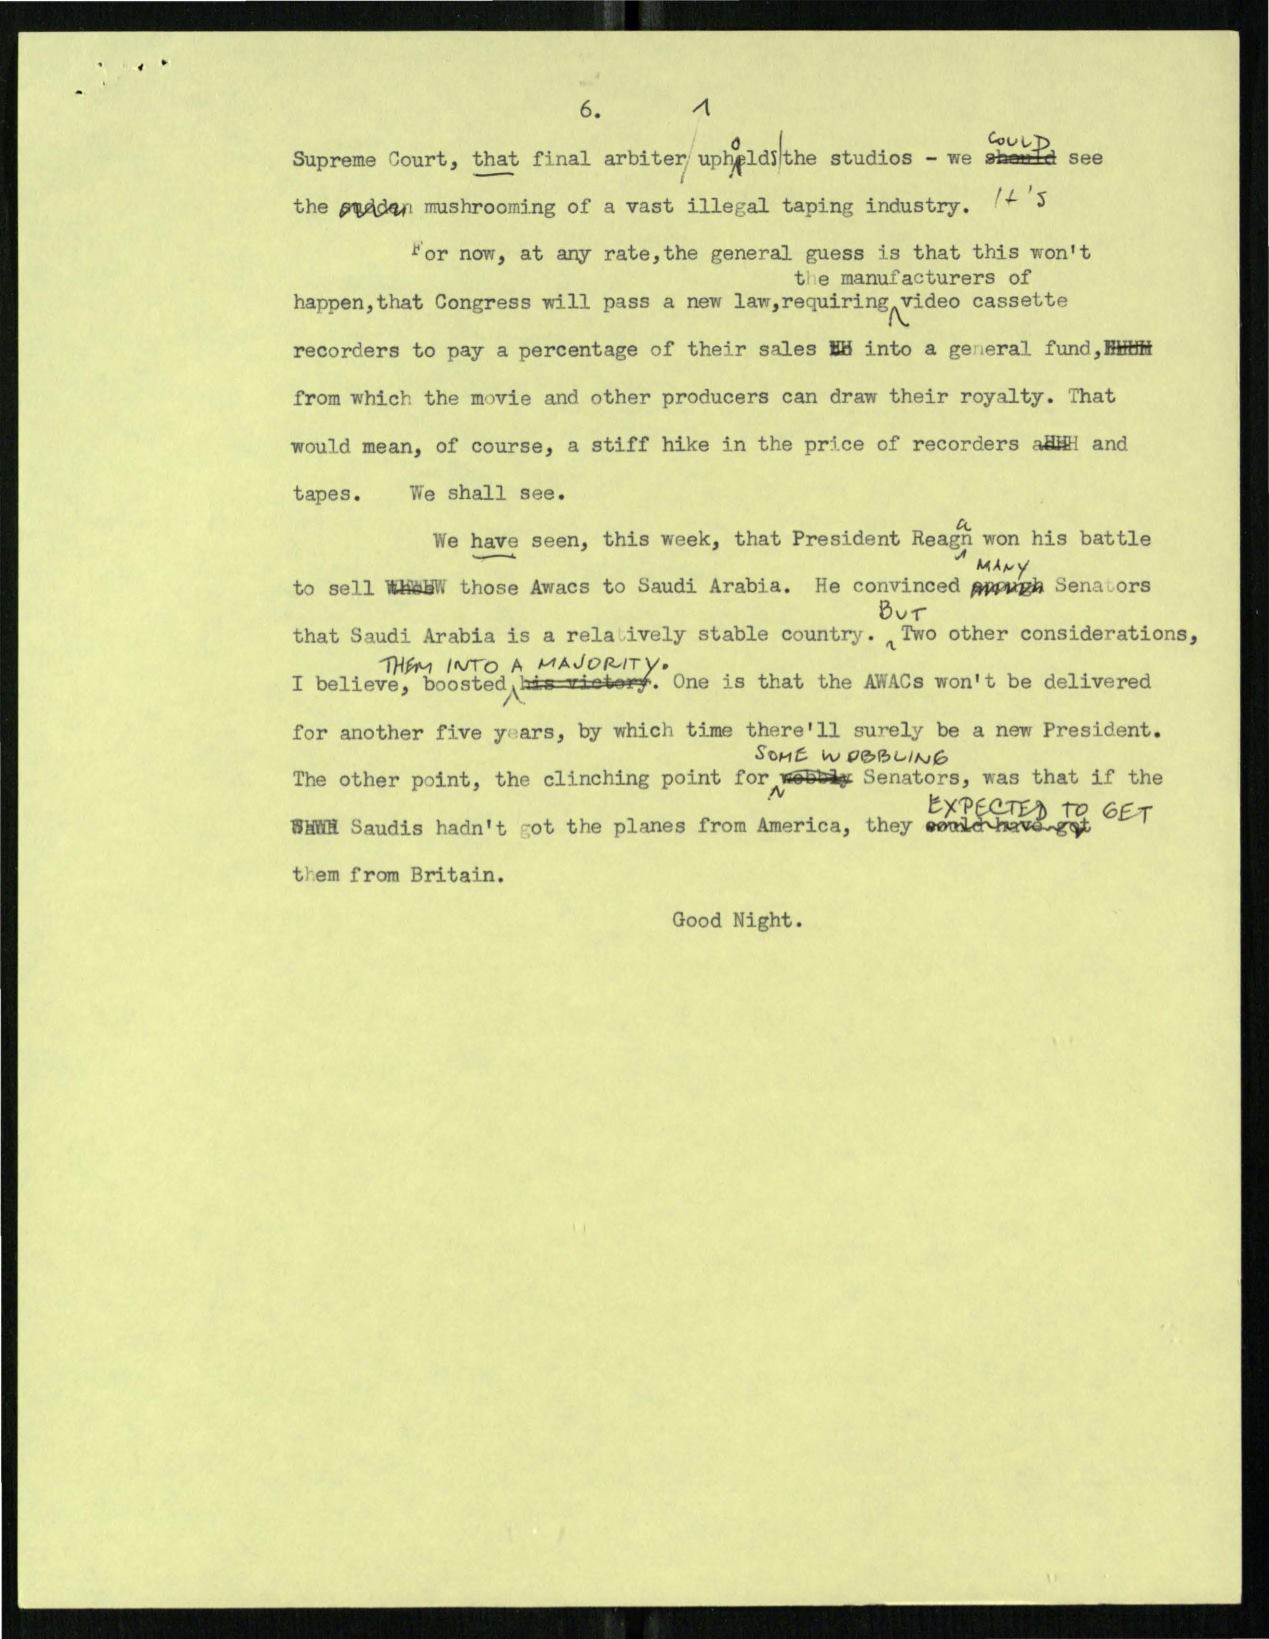 6.
Supreme Court, that final arbiter upholds the studios - we should COULD see
the sudden mushrooming of a vast illegal taping industry. It's
For now, at any rate,the general guess is that this won't
the manufacturers of
happen,that Congress will pass a new law,requiring video cassette
recorders to pay a percentage of their sales into a general fund,
from which the movie and other producers can draw their royalty. That
would mean, of course, a stiff hike in the price of recorders and
tapes. We shall see.
We have seen, this week, that President Reagan won his battle
MANY
to sell those Awacs to Saudi Arabia. He convinced enough Senators
BUT
that Saudi Arabia is a relatively stable country. Two other considerations,
THEM INTO A MAJORITY.
I believe, boosted his victory. One is that the AWACs won't be delivered
for another five years, by which time there'll surely be a new President.
SOME WOBBLING
The other point, the clinching point for wobbly Senators, was that if the
EXPECTED TO GET
Saudis hadn't got the planes from America, they could have got
them from Britain.
Good Night.